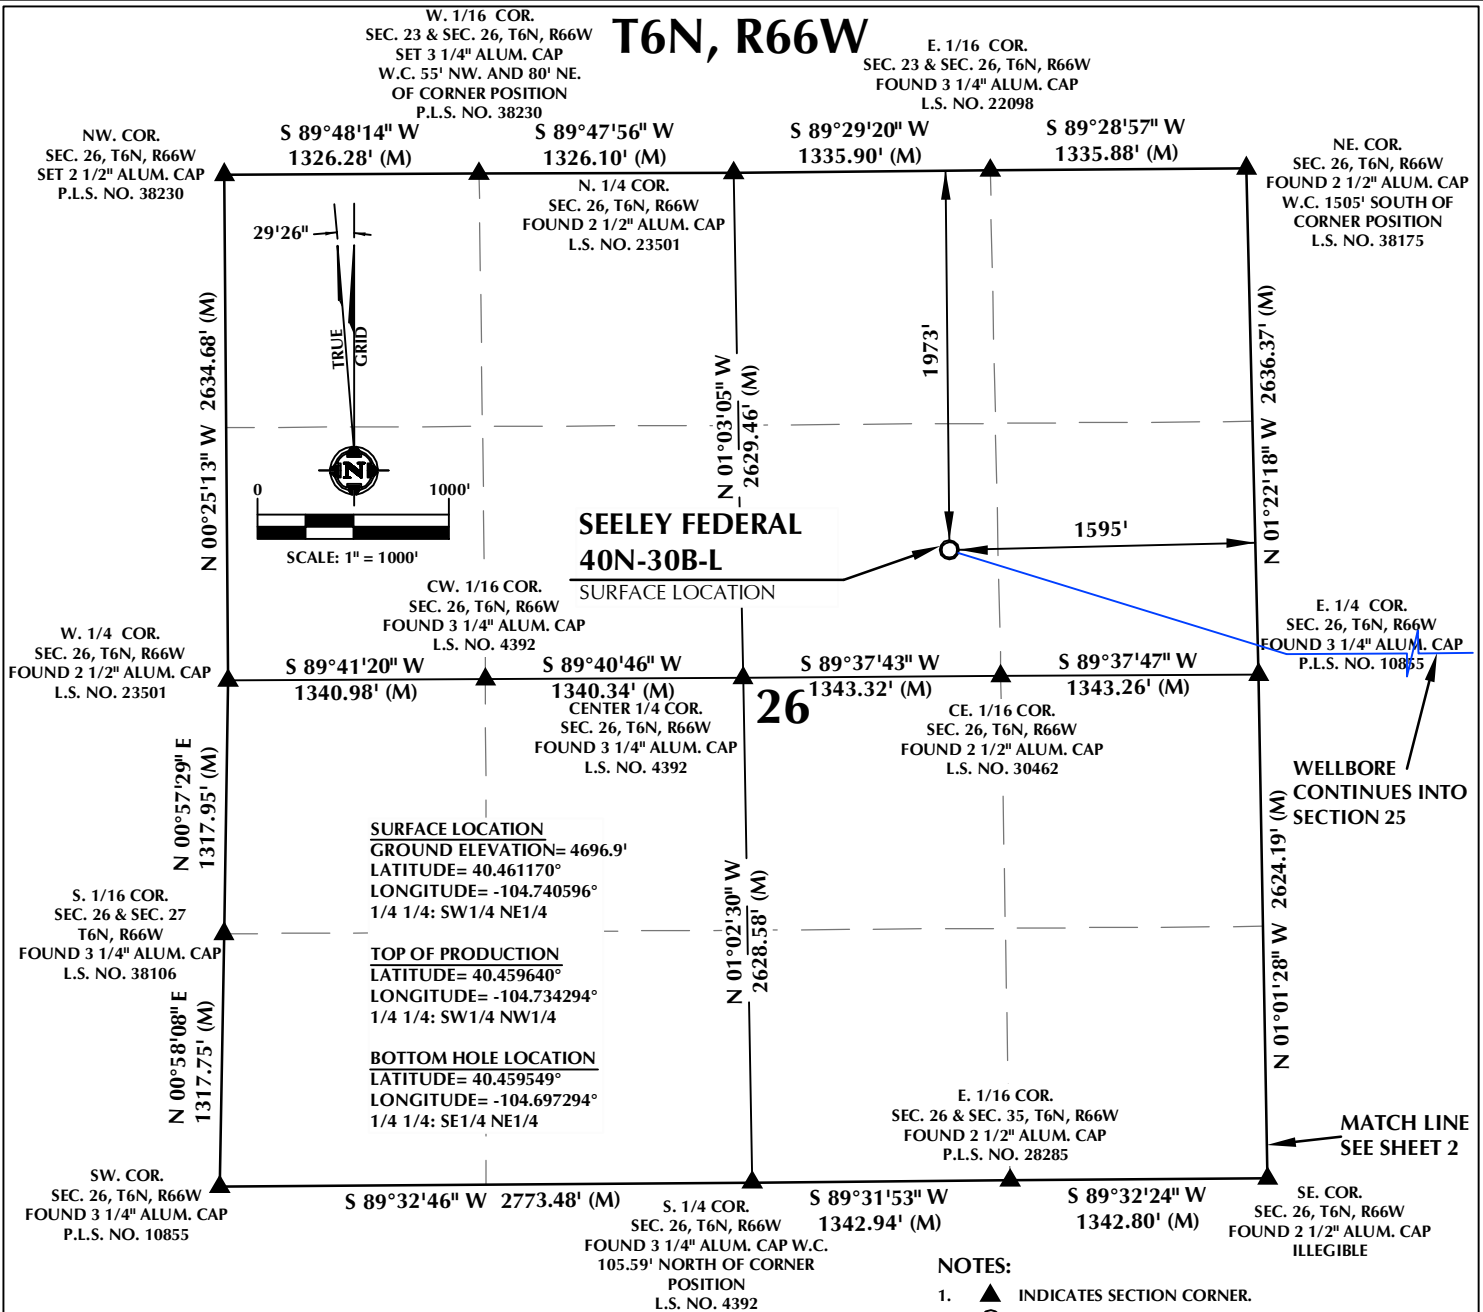 T6N, R66W
W. 1/16 COR.
SEC. 23 & SEC. 26, T6N, R66W
SET 3 1/4" ALUM. CAP
W.C. 55' NW. AND 80' NE.
OF CORNER POSITION
P.L.S. NO. 38230
E. 1/16 COR.
SEC. 23 & SEC. 26, T6N, R66W
FOUND 3 1/4" ALUM. CAP
L.S. NO. 22098
NW. COR.
SEC. 26, T6N, R66W
SET 2 1/2" ALUM. CAP
P.L.S. NO. 38230
S 89°48'14" W
1326.28' (M)
S 89°47'56" W
1326.10' (M)
S 89°29'20" W
1335.90' (M)
S 89°28'57" W
1335.88' (M)
NE. COR.
SEC. 26, T6N, R66W
FOUND 2 1/2" ALUM. CAP
W.C. 1505' SOUTH OF
CORNER POSITION
L.S. NO. 38175
N. 1/4 COR.
SEC. 26, T6N, R66W
FOUND 2 1/2" ALUM. CAP
L.S. NO. 23501
29'26"
TRUE
GRID
N
0 1000'
SCALE: 1" = 1000'
N 00°25'13" W 2634.68' (M)
N 01°03'05" W
2629.46' (M)
1973'
N 01°22'18" W 2636.37' (M)
SEELEY FEDERAL
40N-30B-L
SURFACE LOCATION
1595'
CW. 1/16 COR.
SEC. 26, T6N, R66W
FOUND 3 1/4" ALUM. CAP
L.S. NO. 4392
W. 1/4 COR.
SEC. 26, T6N, R66W
FOUND 2 1/2" ALUM. CAP
L.S. NO. 23501
E. 1/4 COR.
SEC. 26, T6N, R66W
FOUND 3 1/4" ALUM. CAP
P.L.S. NO. 10855
S 89°41'20" W
1340.98' (M)
S 89°40'46" W
1340.34' (M)
S 89°37'43" W
1343.32' (M)
S 89°37'47" W
1343.26' (M)
26
CENTER 1/4 COR.
SEC. 26, T6N, R66W
FOUND 3 1/4" ALUM. CAP
L.S. NO. 4392
CE. 1/16 COR.
SEC. 26, T6N, R66W
FOUND 2 1/2" ALUM. CAP
L.S. NO. 30462
WELLBORE
CONTINUES INTO
SECTION 25
N 00°57'29" E
1317.95' (M)
SURFACE LOCATION
GROUND ELEVATION= 4696.9'
LATITUDE= 40.461170°
LONGITUDE= -104.740596°
1/4 1/4: SW1/4 NE1/4
TOP OF PRODUCTION
LATITUDE= 40.459640°
LONGITUDE= -104.734294°
1/4 1/4: SW1/4 NW1/4
BOTTOM HOLE LOCATION
LATITUDE= 40.459549°
LONGITUDE= -104.697294°
1/4 1/4: SE1/4 NE1/4
N 01°02'30" W
2628.58' (M)
N 01°01'28" W 2624.19' (M)
S. 1/16 COR.
SEC. 26 & SEC. 27
T6N, R66W
FOUND 3 1/4" ALUM. CAP
L.S. NO. 38106
N 00°58'08" E
1317.75' (M)
E. 1/16 COR.
SEC. 26 & SEC. 35, T6N, R66W
FOUND 2 1/2" ALUM. CAP
P.L.S. NO. 28285
MATCH LINE
SEE SHEET 2
SW. COR.
SEC. 26, T6N, R66W
FOUND 3 1/4" ALUM. CAP
P.L.S. NO. 10855
S 89°32'46" W 2773.48' (M)
S. 1/4 COR.
SEC. 26, T6N, R66W
FOUND 3 1/4" ALUM. CAP W.C.
105.59' NORTH OF CORNER
POSITION
L.S. NO. 4392
S 89°31'53" W
1342.94' (M)
S 89°32'24" W
1342.80' (M)
SE. COR.
SEC. 26, T6N, R66W
FOUND 2 1/2" ALUM. CAP
ILLEGIBLE
NOTES:
1. ▲ INDICATES SECTION CORNER.